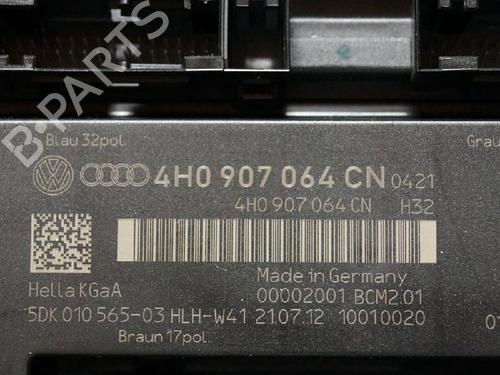 B-PARTS
Blau 32pol.
Grau
4H0 907 064 CN 0421
4H0 907 064 CN H32
Made in Germany
Hella KGaA 00002001 BCM2.01
5DK 010 565-03 HLH-W41 21.07.12 10010020
Braun 17pol.